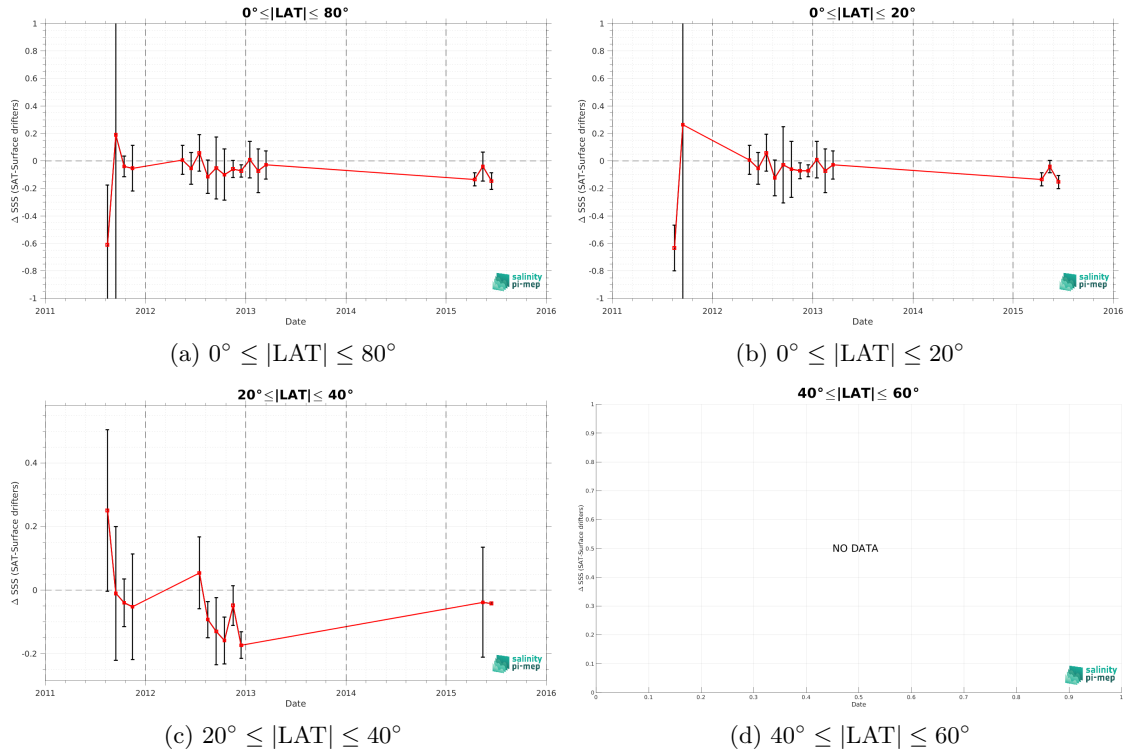 0°≤|LAT|≤ 80°
Δ SSS (SAT-Surface drifters)
1
0.8
0.6
0.4
0.2
0
-0.2
-0.4
-0.6
-0.8
-1
2011 2012 2013 2014 2015 2016
Date
salinity
pi-mep
(a) 0° ≤ |LAT| ≤ 80°
0°≤|LAT|≤ 20°
Δ SSS (SAT-Surface drifters)
1
0.8
0.6
0.4
0.2
0
-0.2
-0.4
-0.6
-0.8
-1
2011 2012 2013 2014 2015 2016
Date
salinity
pi-mep
(b) 0° ≤ |LAT| ≤ 20°
20°≤|LAT|≤ 40°
Δ SSS (SAT-Surface drifters)
0.4
0.2
0
-0.2
2011 2012 2013 2014 2015 2016
Date
salinity
pi-mep
(c) 20° ≤ |LAT| ≤ 40°
40°≤|LAT|≤ 60°
Δ SSS (SAT-Surface drifters)
1
0.9
0.8
0.7
0.6
0.5
0.4
0.3
0.2
0.1
0
NO DATA
0 0.1 0.2 0.3 0.4 0.5 0.6 0.7 0.8 0.9 1
Date
salinity
pi-mep
(d) 40° ≤ |LAT| ≤ 60°